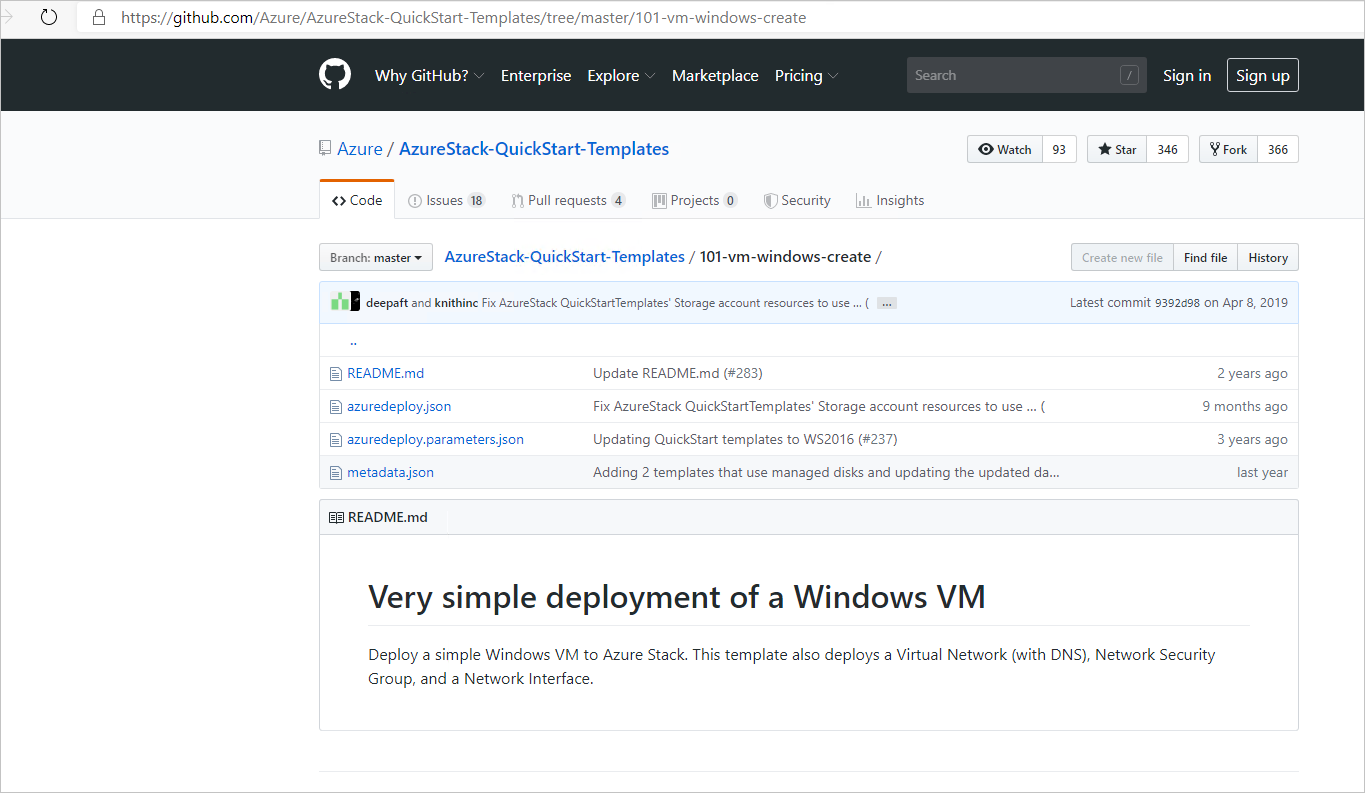 https://github.com/Azure/AzureStack-QuickStart-Templates/tree/master/101-vm-windows-create
Why GitHub? Enterprise Explore Marketplace Pricing Search / Sign in Sign up
Azure / AzureStack-QuickStart-Templates Watch 93 Star 346 Fork 366
Code Issues 18 Pull requests 4 Projects 0 Security Insights
Branch: master AzureStack-QuickStart-Templates / 101-vm-windows-create / Create new file Find file History
deepaft and knithinc Fix AzureStack QuickStartTemplates' Storage account resources to use ... ( ... Latest commit 9392d98 on Apr 8, 2019
..
README.md Update README.md (#283) 2 years ago
azuredeploy.json Fix AzureStack QuickStartTemplates' Storage account resources to use ... ( 9 months ago
azuredeploy.parameters.json Updating QuickStart templates to WS2016 (#237) 3 years ago
metadata.json Adding 2 templates that use managed disks and updating the updated da... last year
README.md
Very simple deployment of a Windows VM
Deploy a simple Windows VM to Azure Stack. This template also deploys a Virtual Network (with DNS), Network Security
Group, and a Network Interface.